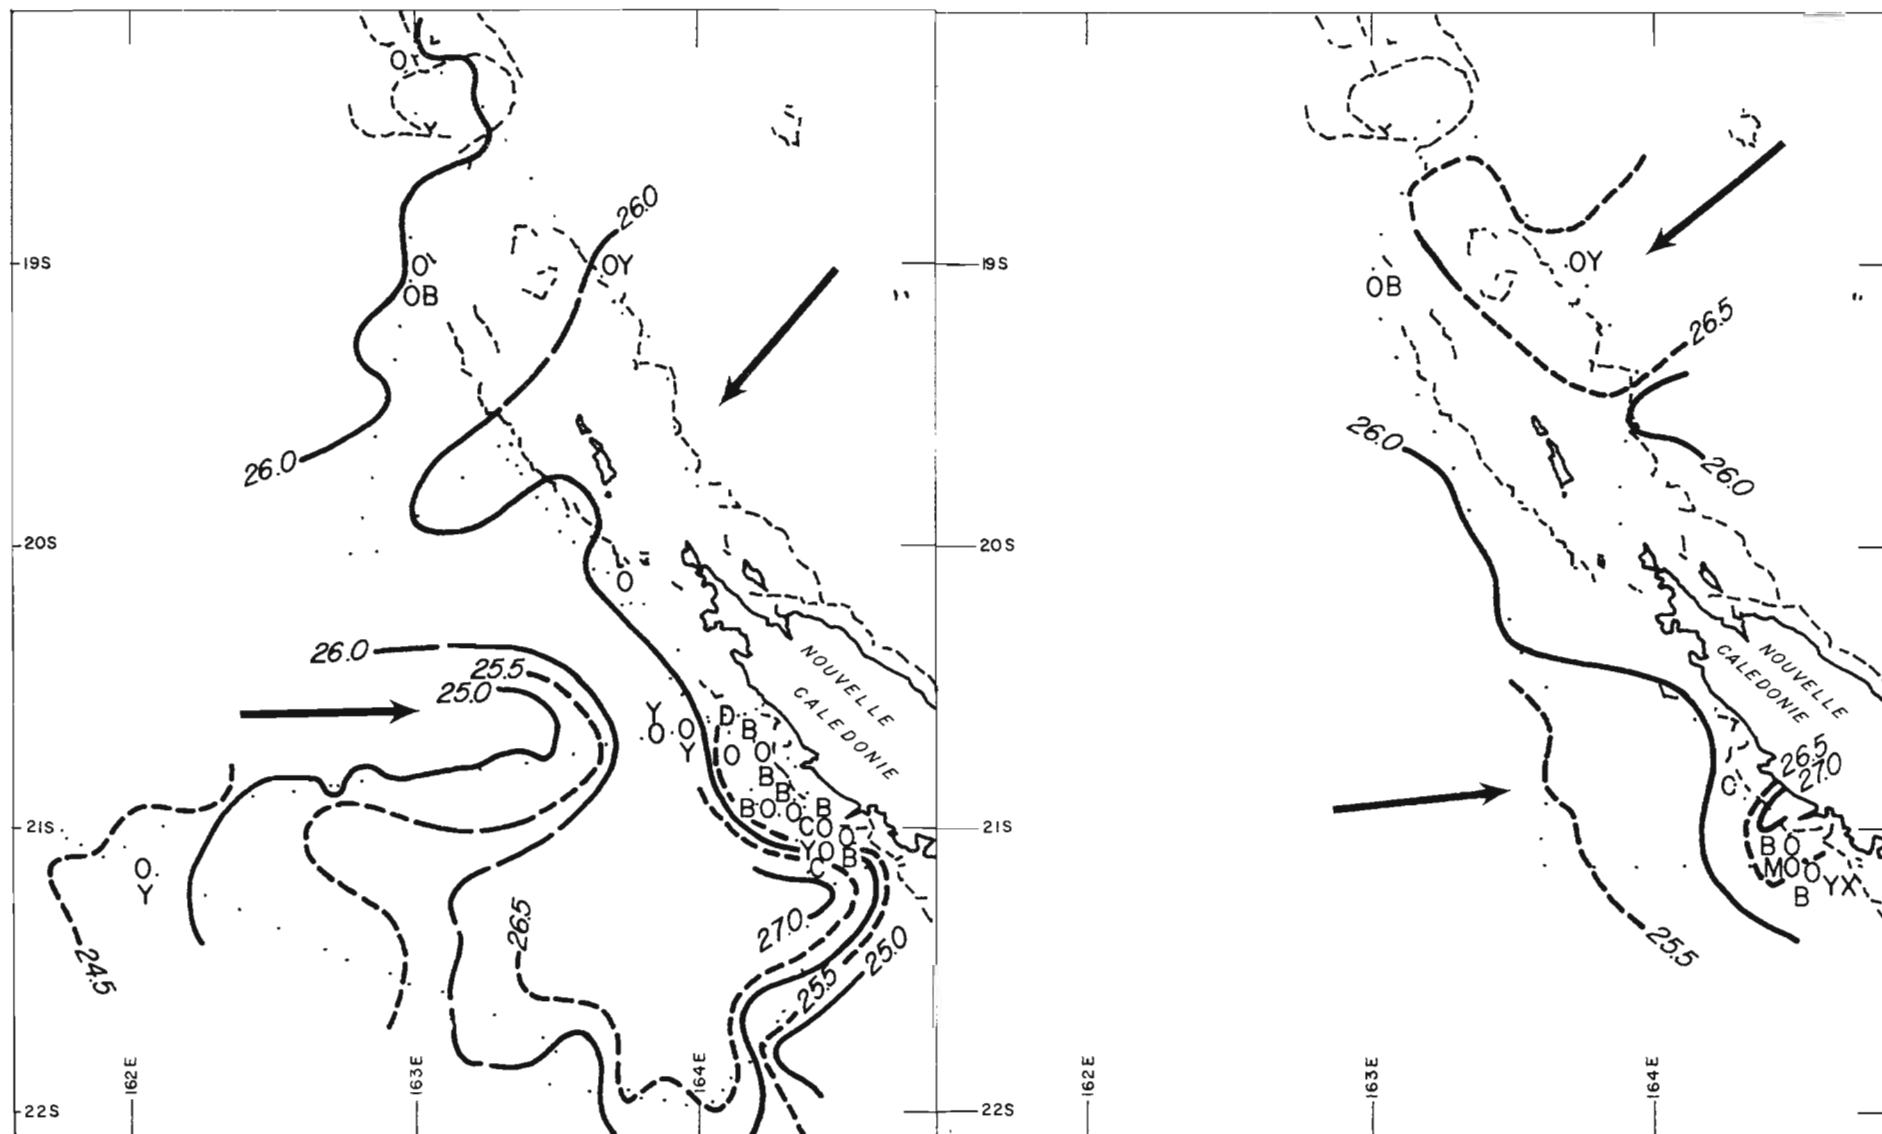 O
Y
26.0
19S
O
OY
OB
26.0
20S
O
26.0
25.5
25.0
NOUVELLE
CALEDONIE
Y
O O
Y
D
B
O O
B
B
B O O B
C O O
Y O B
C
21S
O
Y
24.5
26.5
27.0
25.5
25.0
162E
163E
164E
22S
Y
19S
OY
OB
26.5
26.0
26.0
20S
NOUVELLE
CALEDONIE
26.5
27.0
C
21S
B O
M O O Y X
B
25.5
162E
163E
164E
22S